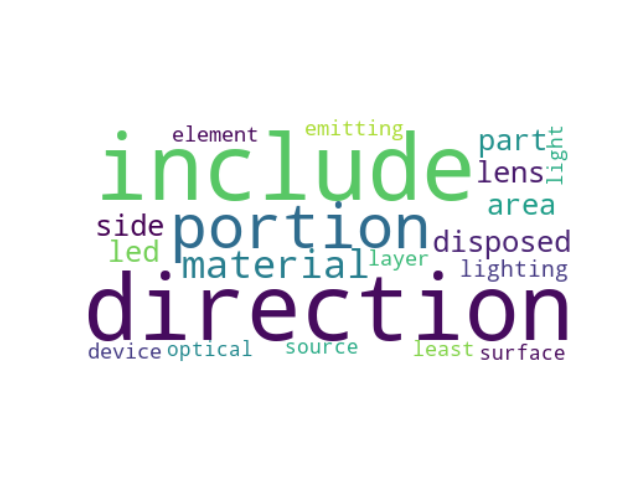 element
emitting
part
light
include
lens
area
side
portion
disposed
led
material
layer
lighting
direction
device
optical
source
least
surface